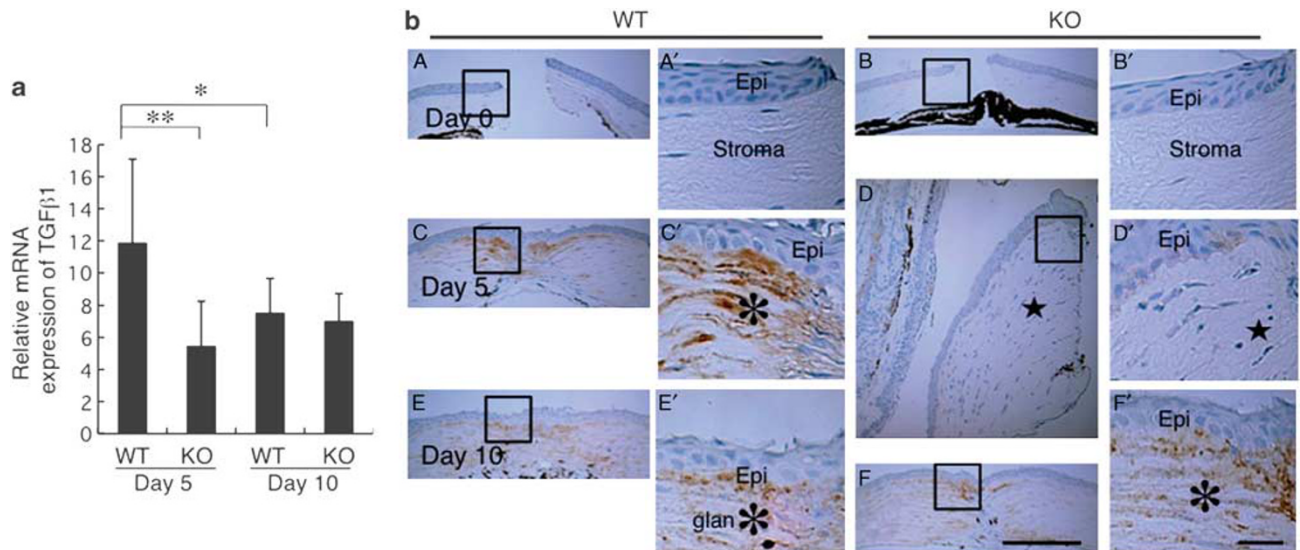 a
*
**
Relative mRNA
expression of TGFβ1
18
16
14
12
10
8
6
4
2
0
WT KO WT KO
Day 5 Day 10
b
WT KO
A
Day 0
A′
Epi
Stroma
B
B′
Epi
Stroma
C
Day 5
C′
Epi
*
D
★
D′
Epi
★
E
Day 10
E′
Epi
glan *
F
F′
Epi
*